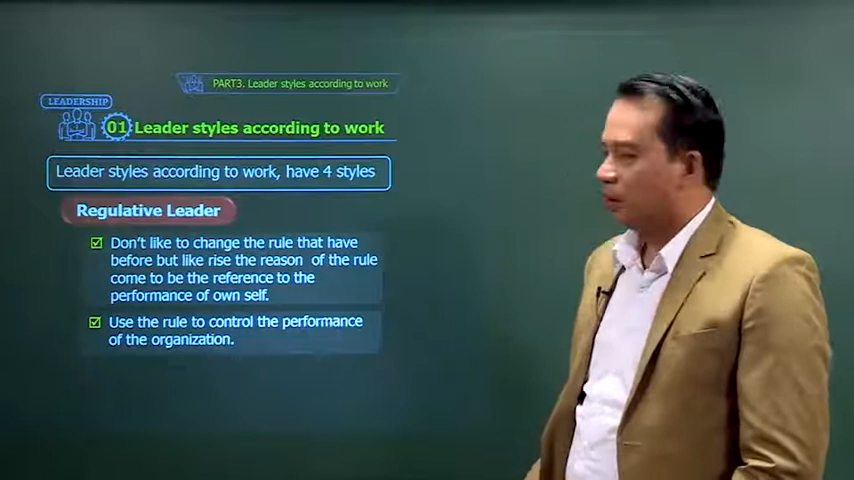 PART3. Leader styles according to work
LEADERSHIP
01 Leader styles according to work
Leader styles according to work, have 4 styles
Regulative Leader
Don't like to change the rule that have
before but like rise the reason of the rule
come to be the reference to the
performance of own self.
Use the rule to control the performance
of the organization.